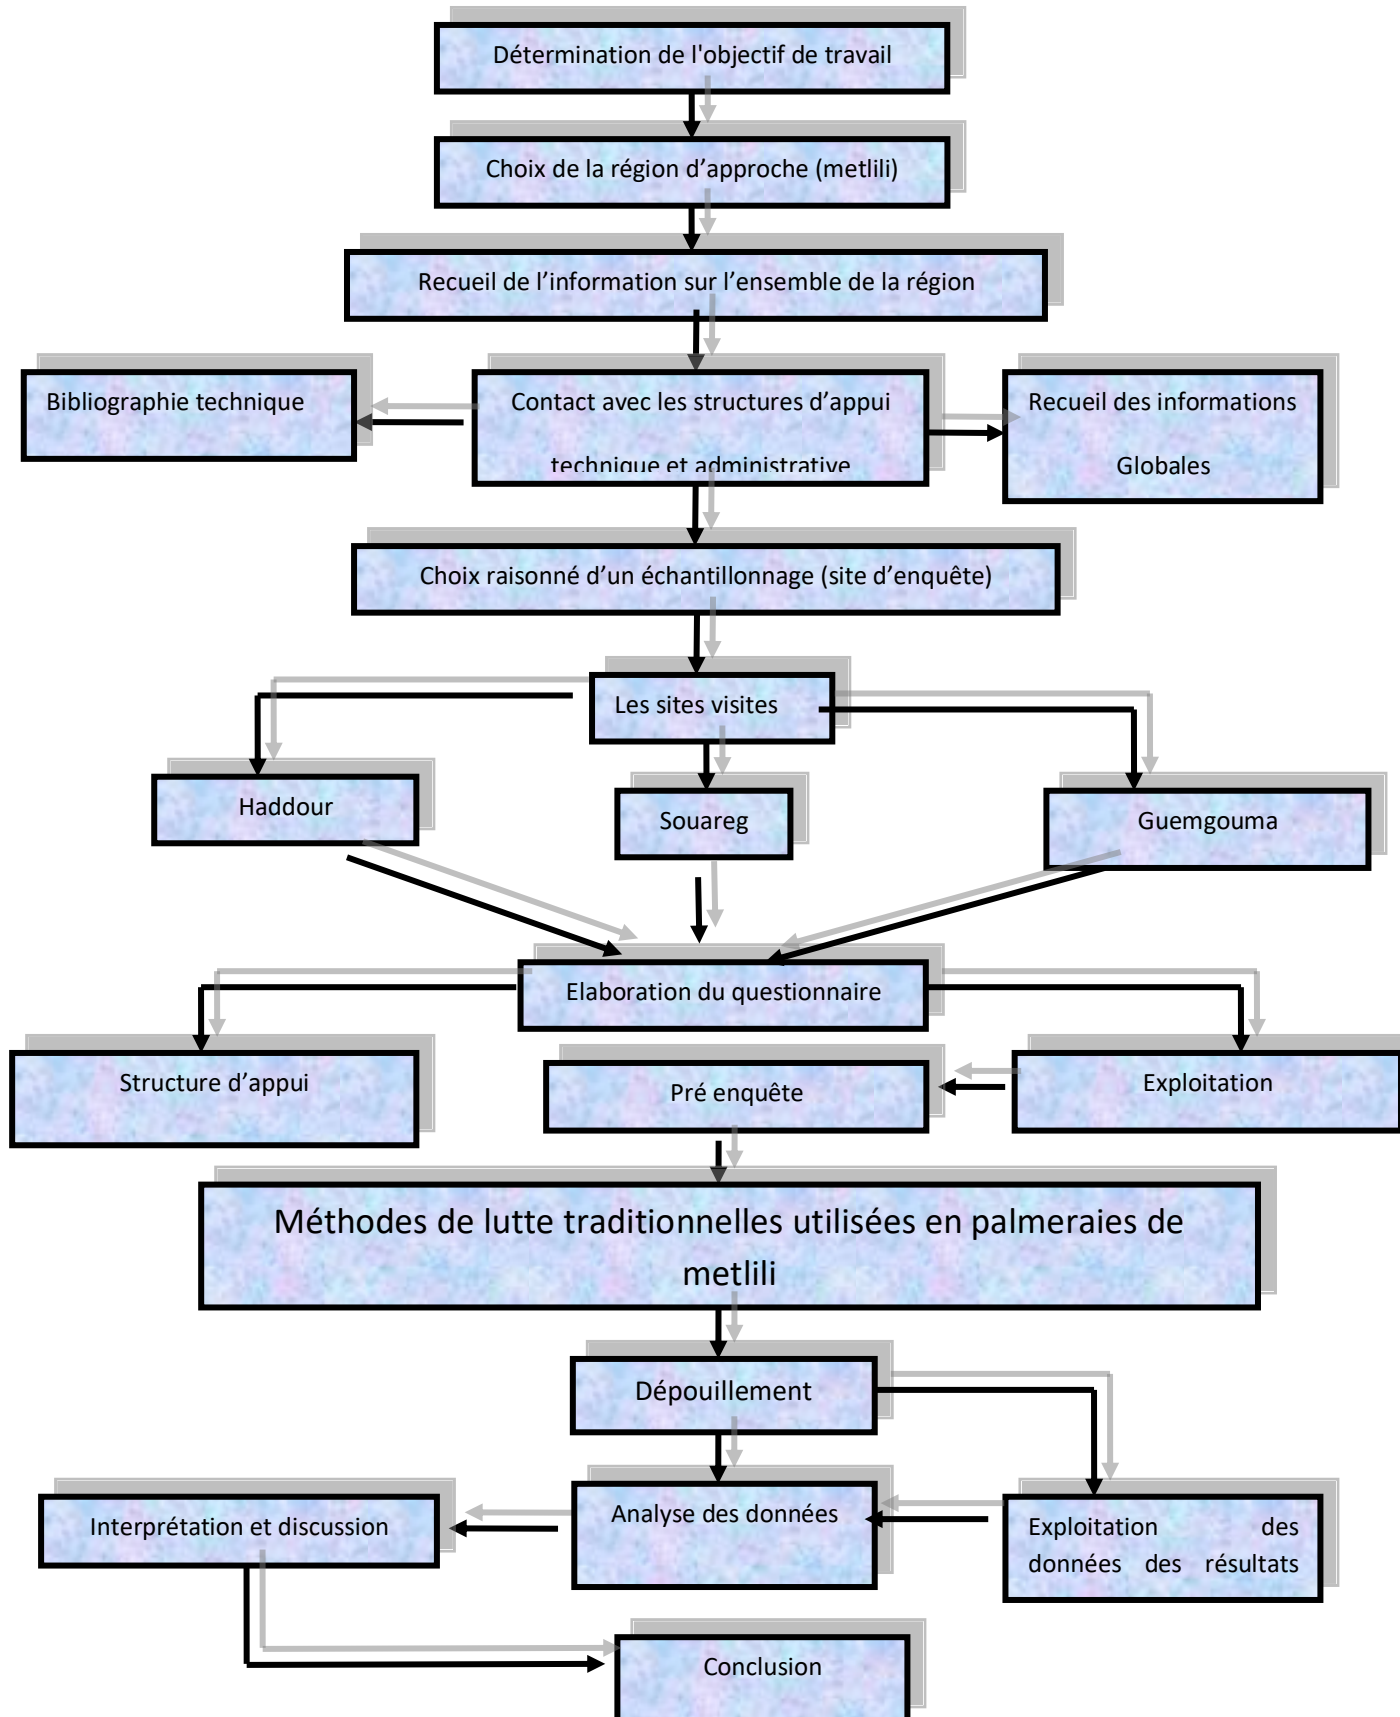 Détermination de l'objectif de travail
Choix de la région d’approche (metlili)
Recueil de l’information sur l’ensemble de la région
Bibliographie technique
Contact avec les structures d’appui
technique et administrative
Recueil des informations
Globales
Choix raisonné d’un échantillonnage (site d’enquête)
Les sites visites
Haddour
Souareg
Guemgouma
Elaboration du questionnaire
Structure d’appui
Pré enquête
Exploitation
Méthodes de lutte traditionnelles utilisées en palmeraies de
metlili
Dépouillement
Interprétation et discussion
Analyse des données
Exploitation des
données des résultats
Conclusion